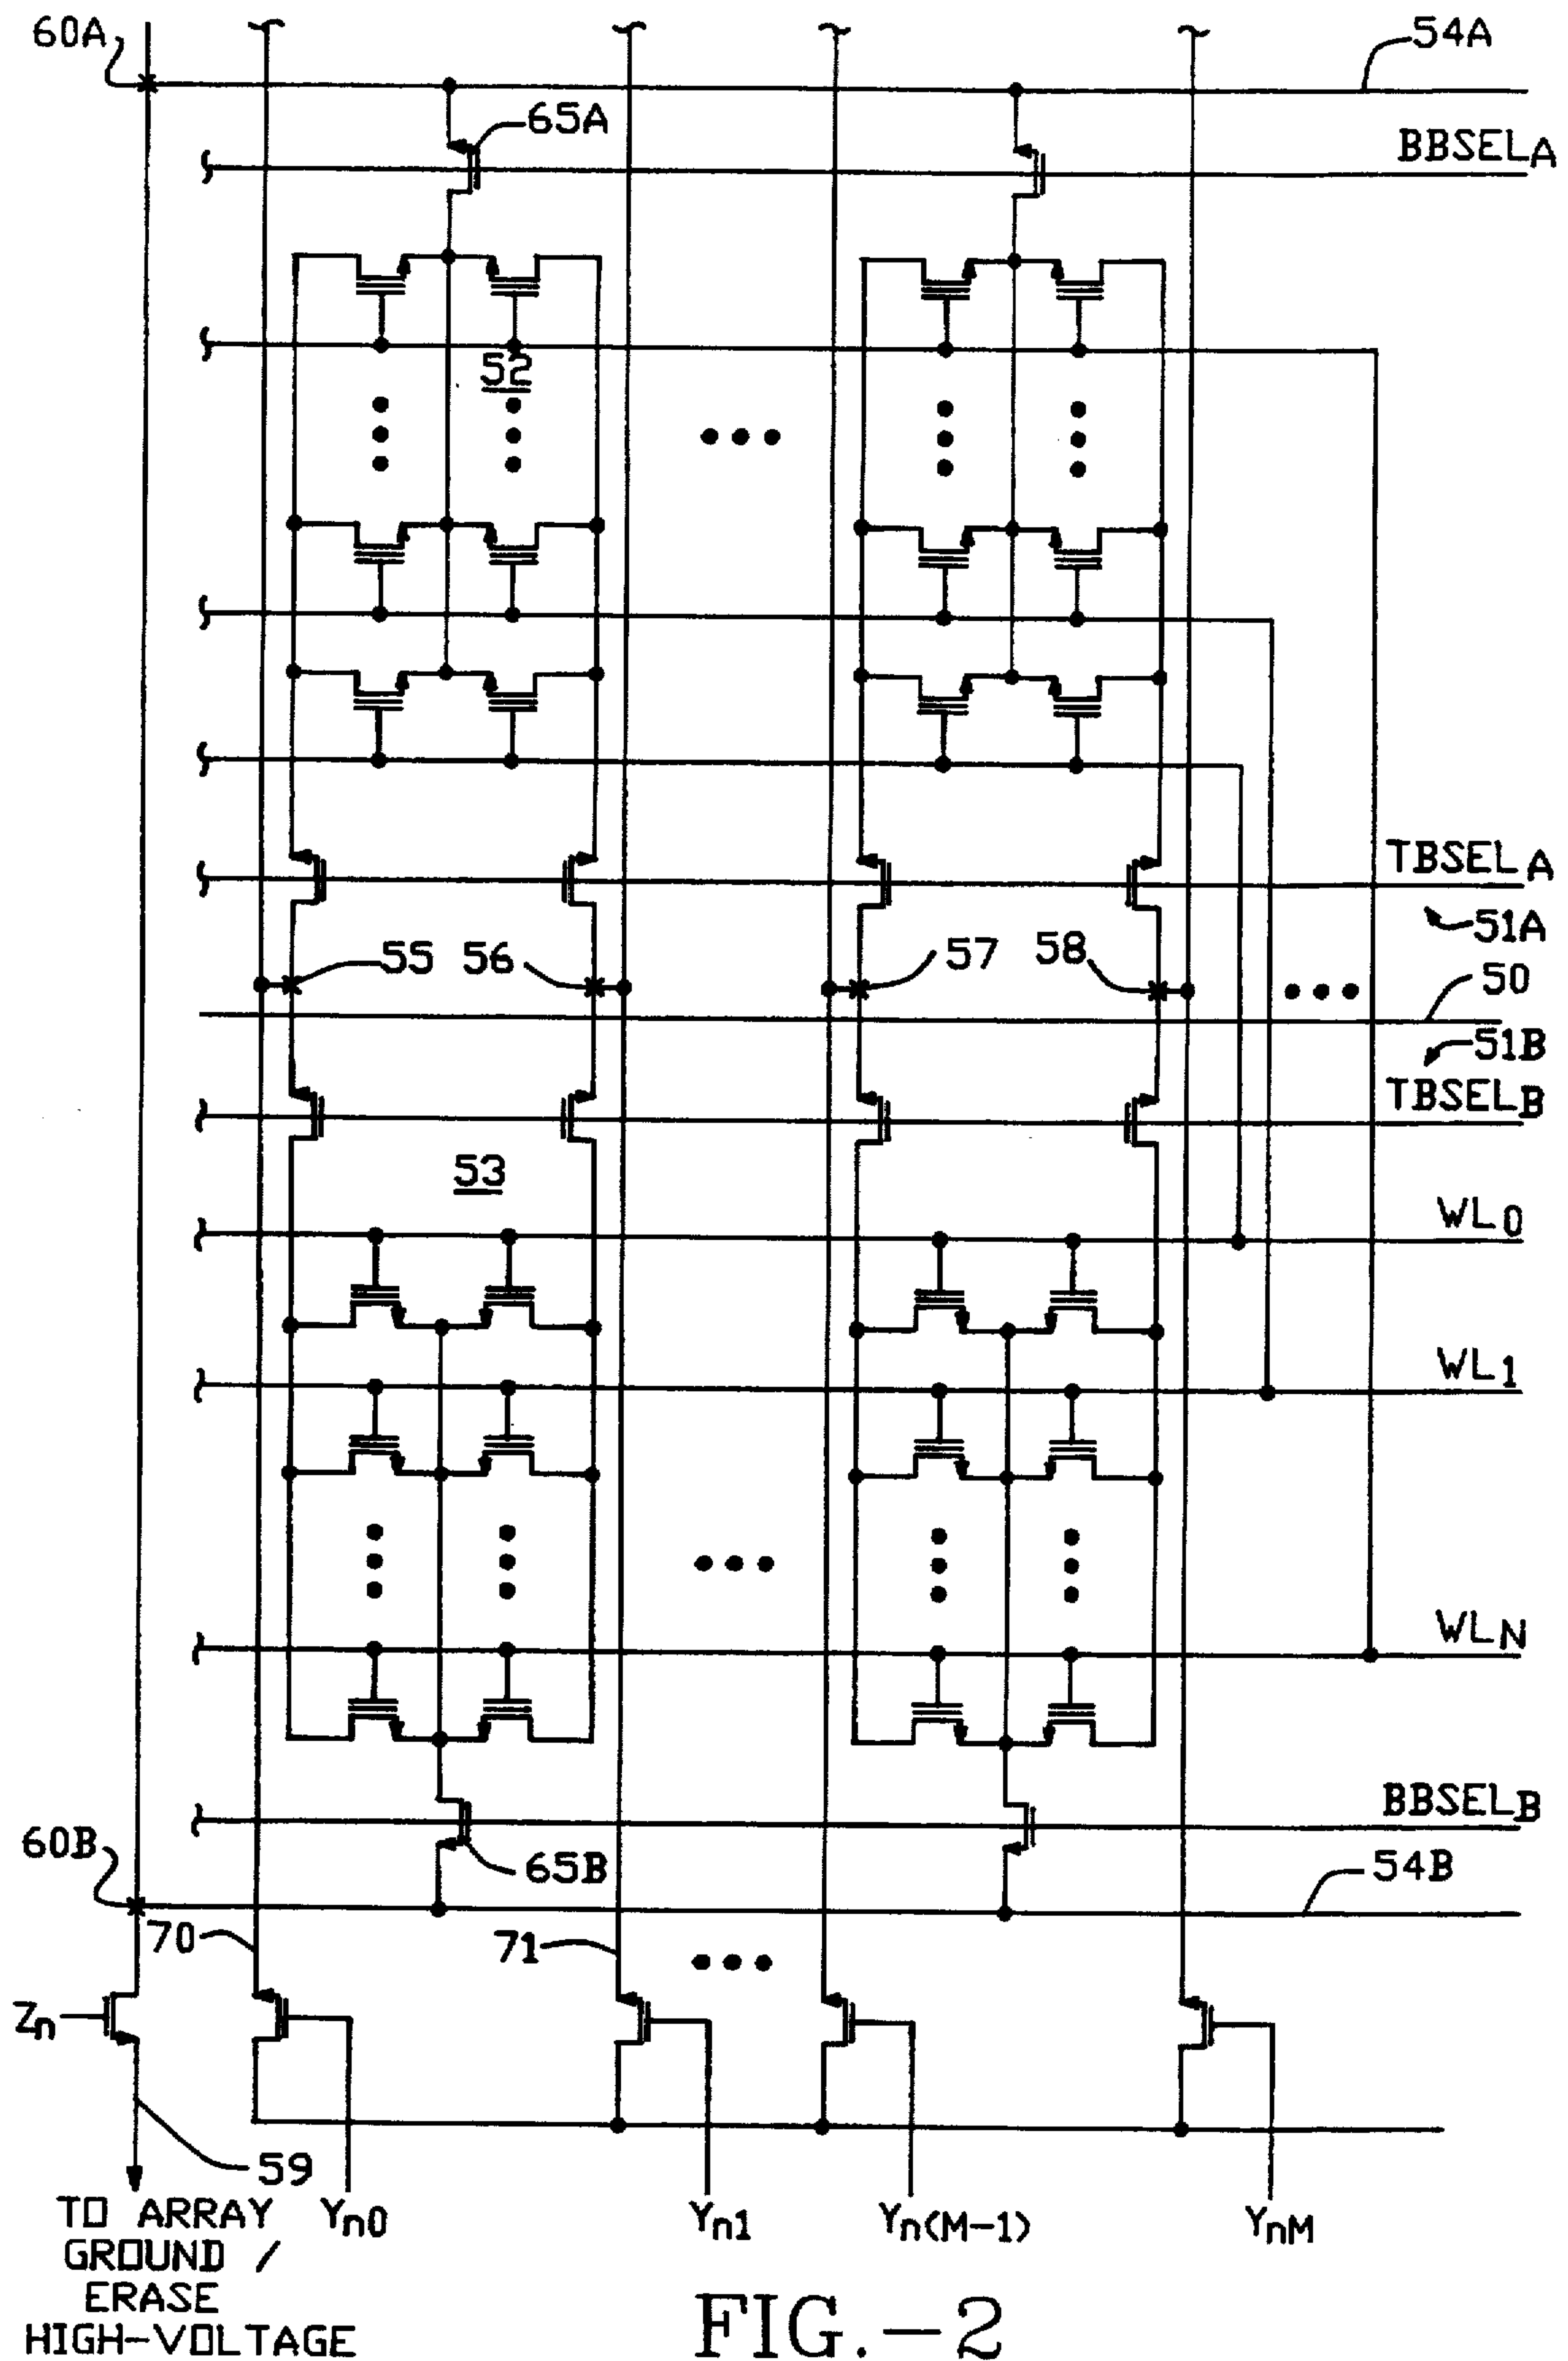 60A
54A
65A
BBSELA
52
TBSELA
51A
55
56
57
58
50
51B
TBSELB
53
WL0
WL1
WLN
BBSELB
60B
65B
54B
70
71
Zn
59
TO ARRAY
GROUND /
ERASE
HIGH-VOLTAGE
Yn0
Yn1
Yn(M-1)
YnM
FIG.-2